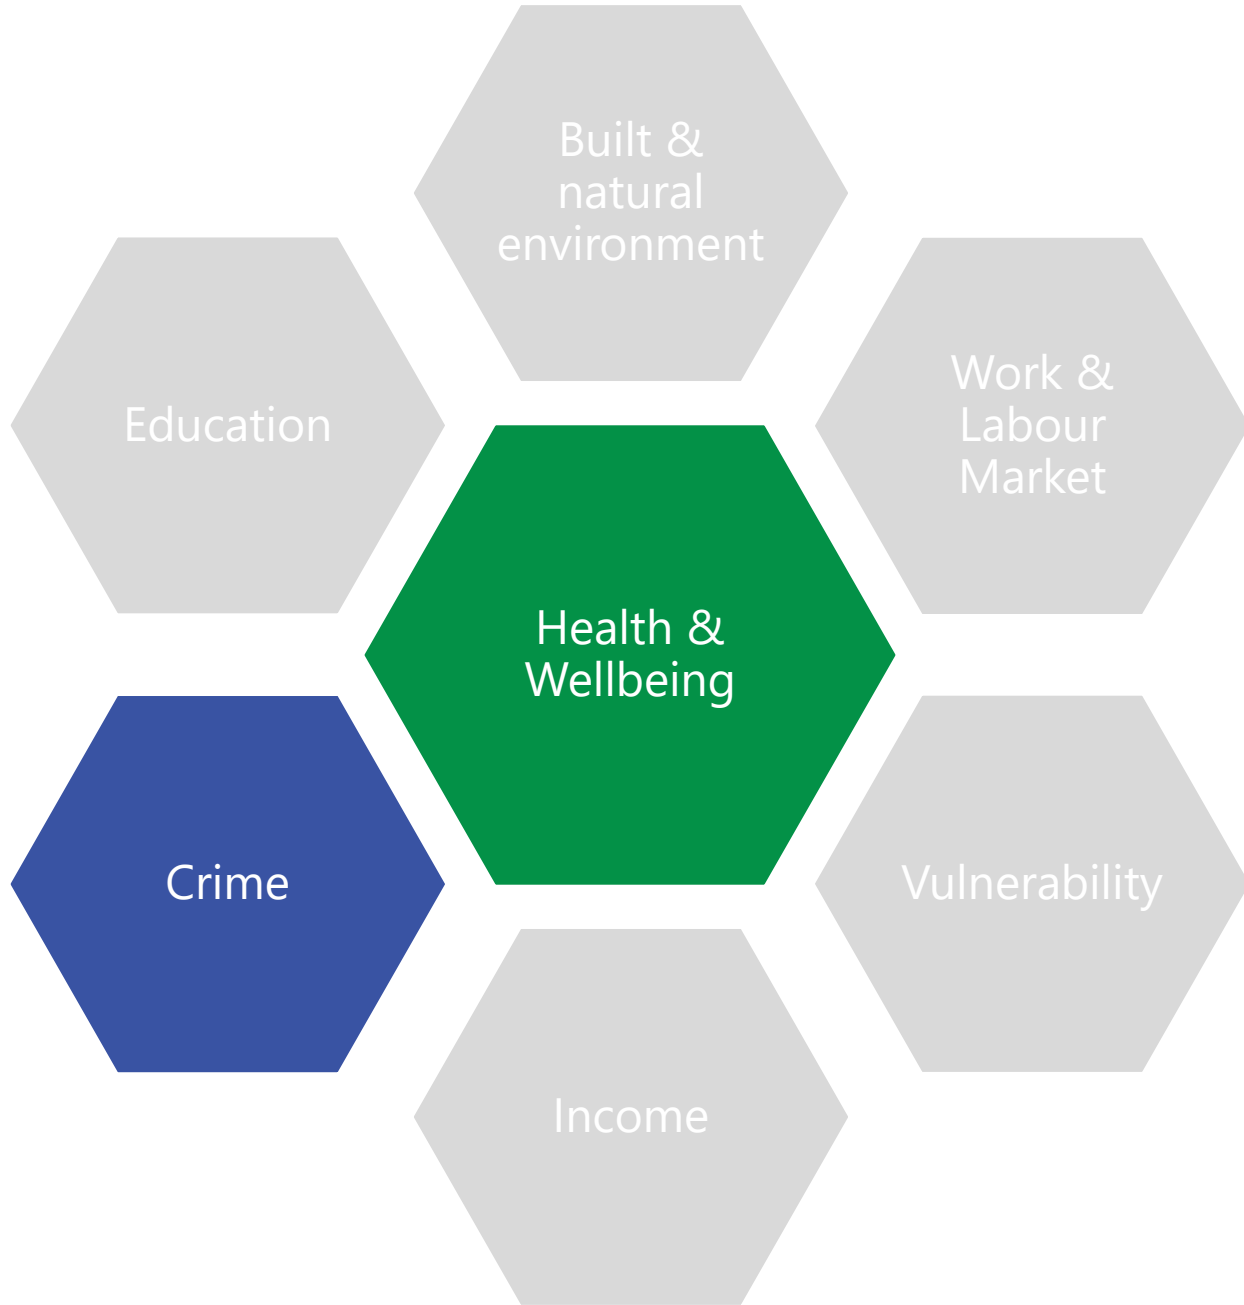 Built &
natural
environment
Education
Work &
Labour
Market
Health &
Wellbeing
Crime
Vulnerability
Income